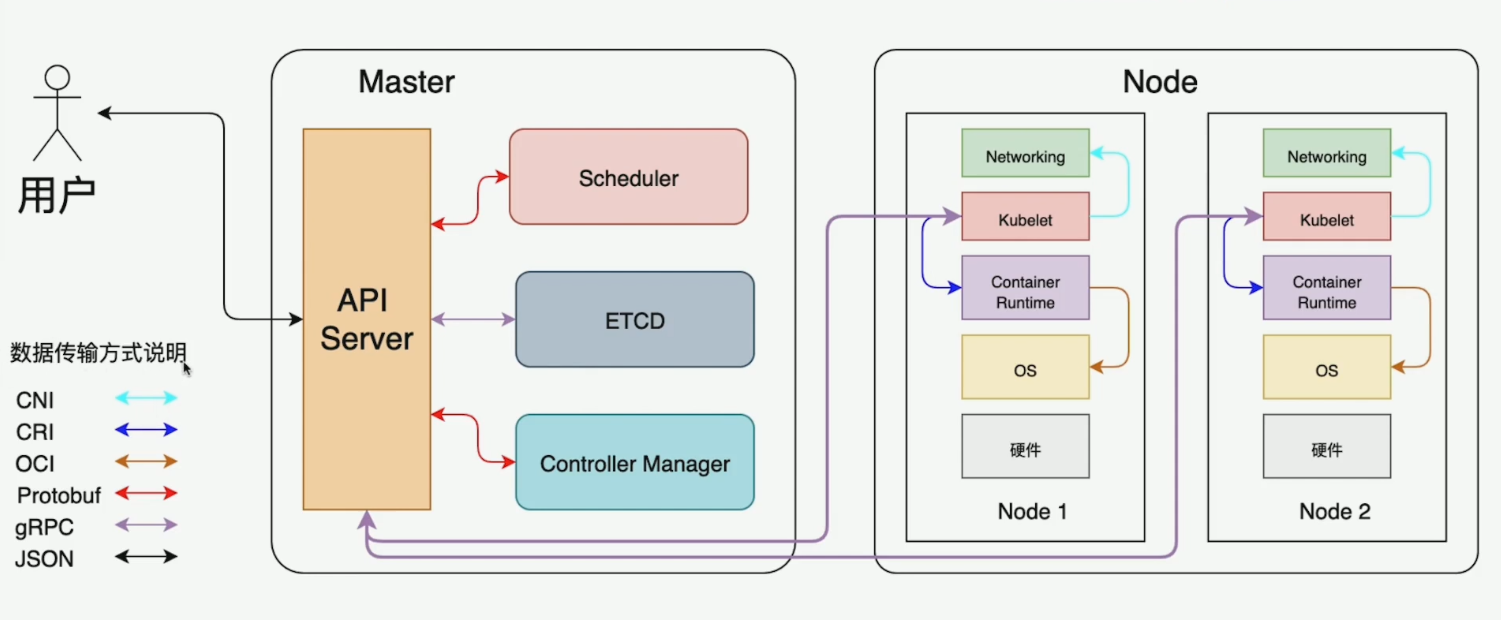 用户
数据传输方式说明
CNI
CRI
OCI
Protobuf
gRPC
JSON
Master
API
Server
Scheduler
ETCD
Controller Manager
Node
Networking
Kubelet
Container
Runtime
OS
硬件
Node 1
Networking
Kubelet
Container
Runtime
OS
硬件
Node 2